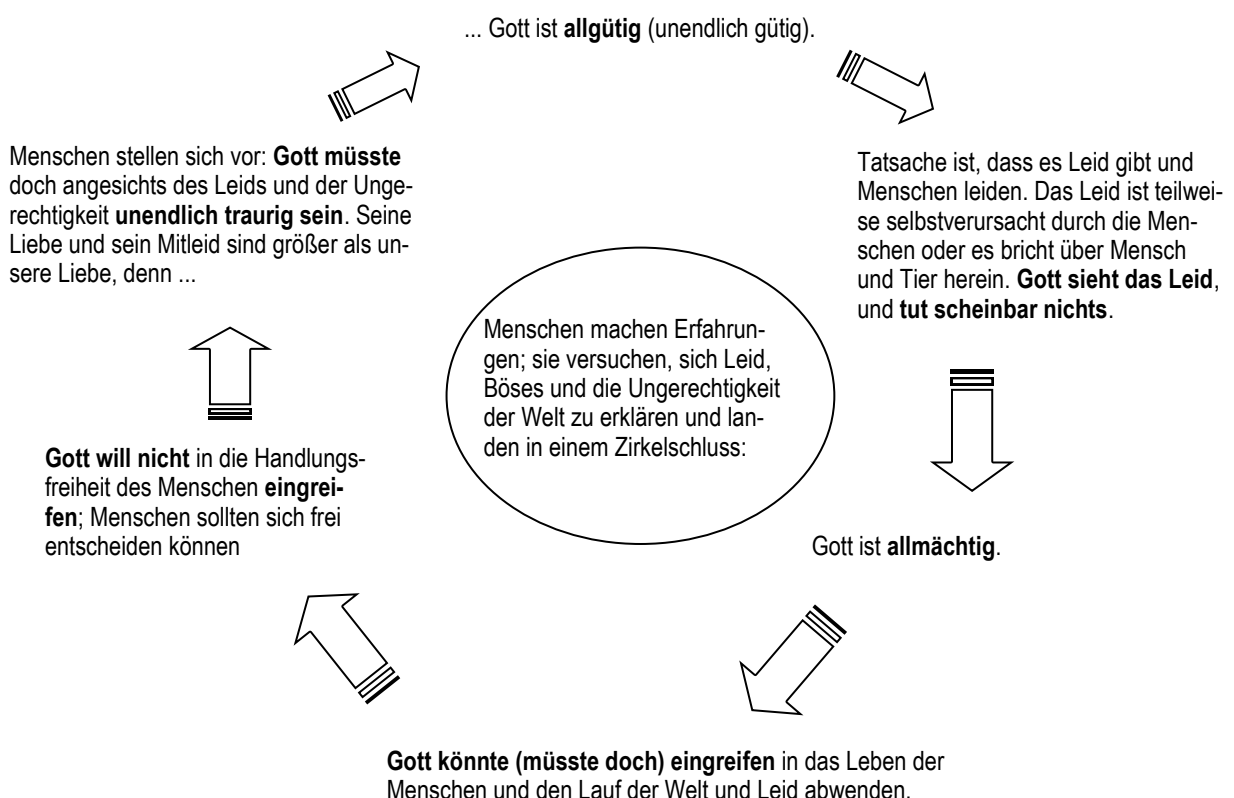 ... Gott ist allgütig (unendlich gütig).
Tatsache ist, dass es Leid gibt und
Menschen leiden. Das Leid ist teilwei-
se selbstverursacht durch die Men-
schen oder es bricht über Mensch
und Tier herein. Gott sieht das Leid,
und tut scheinbar nichts.
Gott ist allmächtig.
Gott könnte (müsste doch) eingreifen in das Leben der
Menschen und den Lauf der Welt und Leid abwenden.
Gott will nicht in die Handlungs-
freiheit des Menschen eingrei-
fen; Menschen sollten sich frei
entscheiden können
Menschen stellen sich vor: Gott müsste
doch angesichts des Leids und der Unge-
rechtigkeit unendlich traurig sein. Seine
Liebe und sein Mitleid sind größer als un-
sere Liebe, denn ...
Menschen machen Erfahrun-
gen; sie versuchen, sich Leid,
Böses und die Ungerechtigkeit
der Welt zu erklären und lan-
den in einem Zirkelschluss: